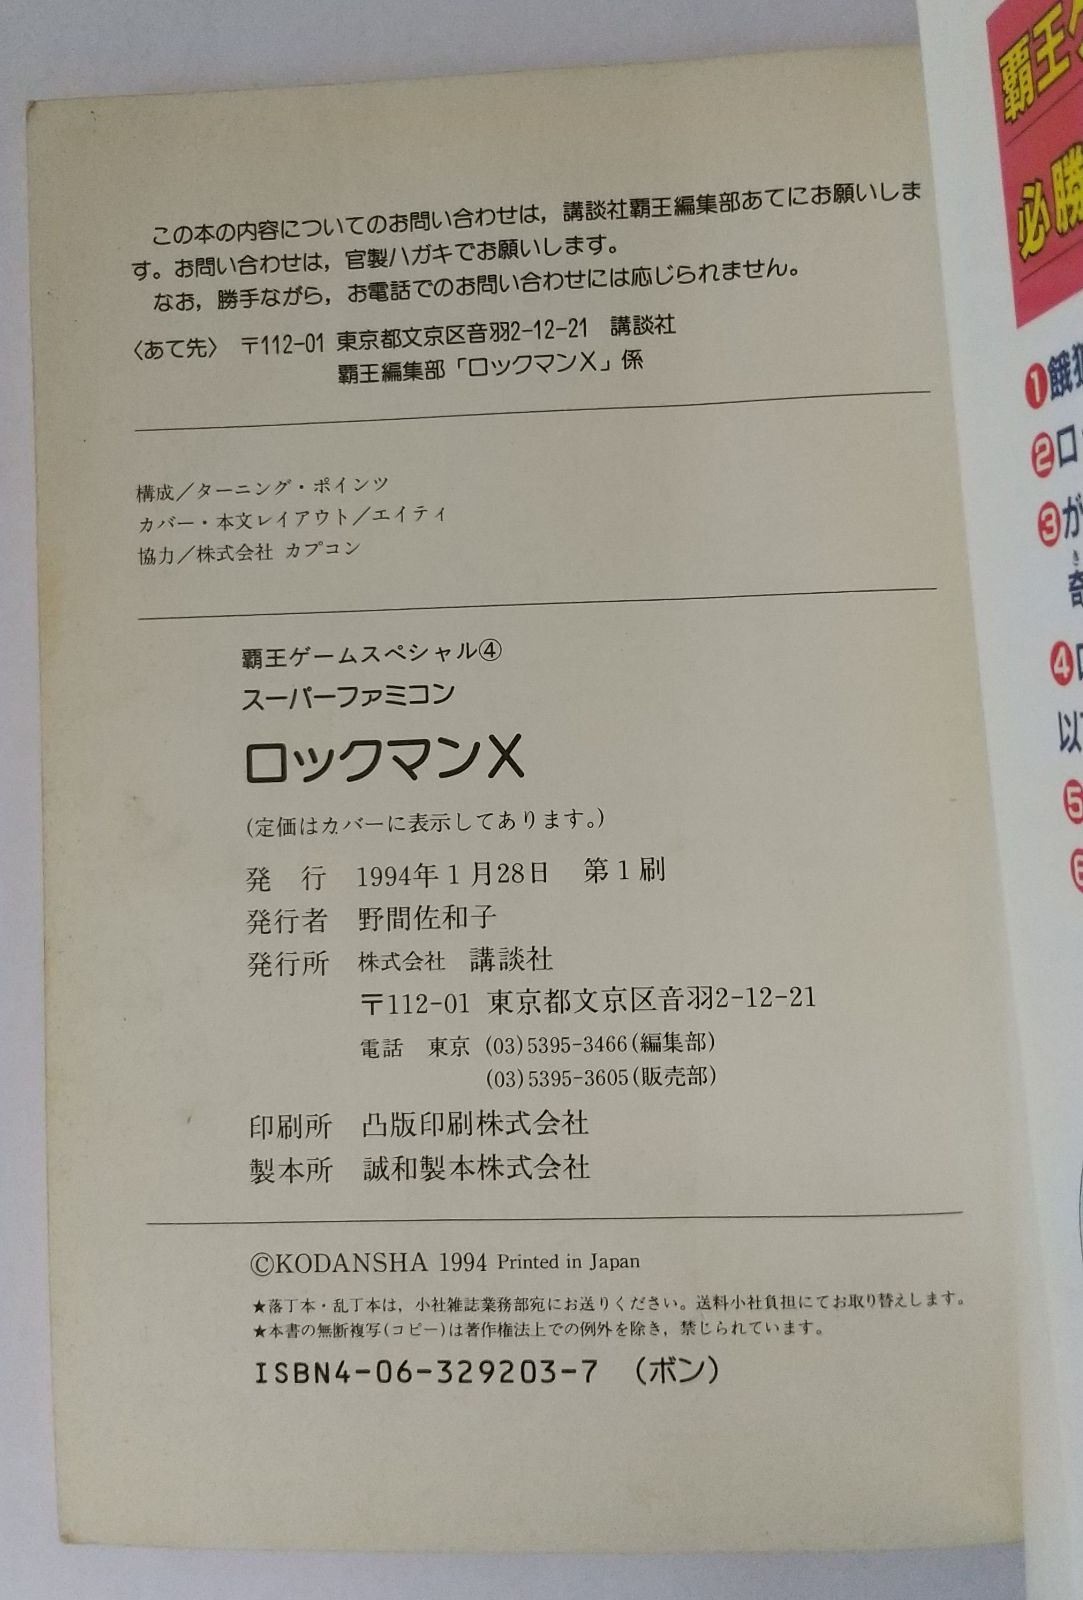 この本の内容についてのお問い合わせは，講談社覇王編集部あてにお願いしま
す。お問い合わせは，官製ハガキでお願いします。
なお，勝手ながら，お電話でのお問い合わせには応じられません。
〈あて先〉 〒112-01 東京都文京区音羽2-12-21 講談社
覇王編集部「ロックマンX」係
構成／ターニング・ポインツ
カバー・本文レイアウト／エイティ
協力／株式会社 カプコン
覇王ゲームスペシャル④
スーパーファミコン
ロックマンX
(定価はカバーに表示してあります。)
発 行 1994年1月28日 第1刷
発行者 野間佐和子
発行所 株式会社 講談社
〒112-01 東京都文京区音羽2-12-21
電話 東京 (03)5395-3466(編集部)
(03)5395-3605(販売部)
印刷所 凸版印刷株式会社
製本所 誠和製本株式会社
©KODANSHA 1994 Printed in Japan
★落丁本・乱丁本は，小社雑誌業務部宛にお送りください。送料小社負担にてお取り替えします。
★本書の無断複写(コピー)は著作権法上での例外を除き，禁じられています。
ISBN4-06-329203-7 (ボン)
覇王
必勝
❶餓狼
❷ロ
❸が
奇
❹
以
❺
❻